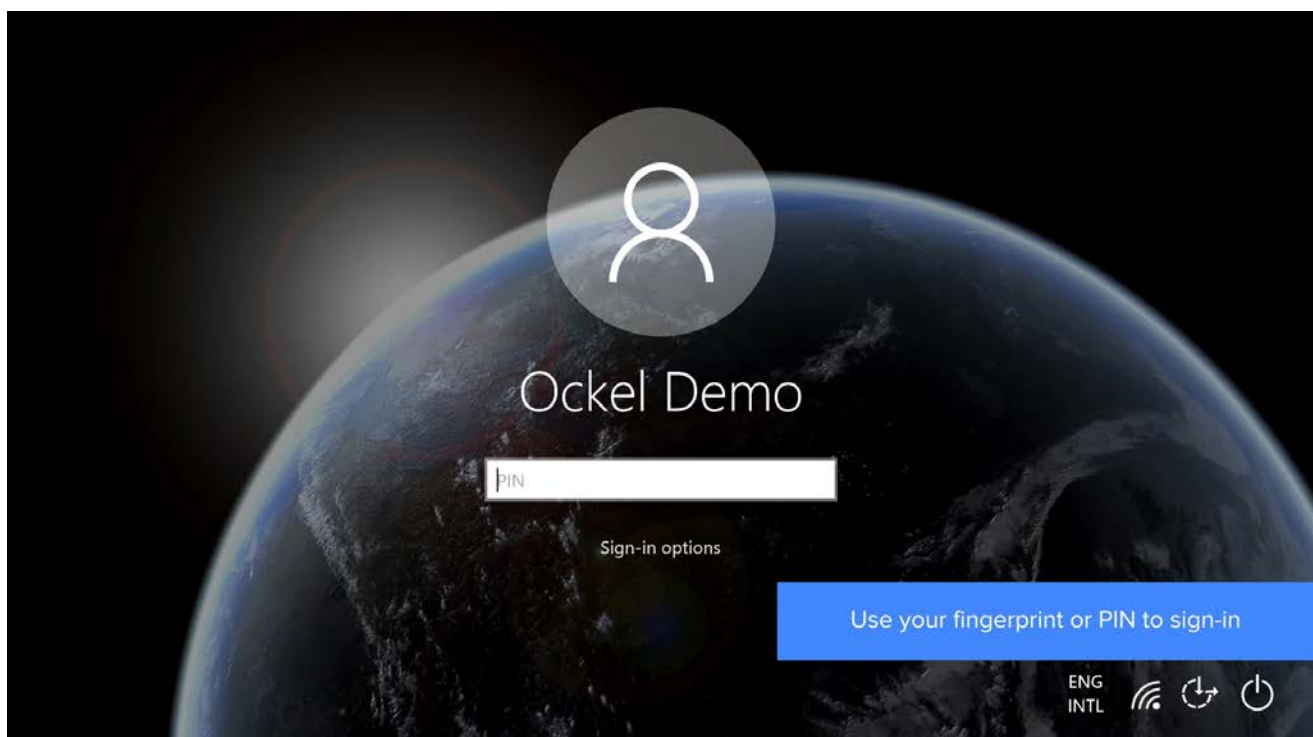 Ockel Demo
PIN
Sign-in options
Use your fingerprint or PIN to sign-in
ENG
INTL